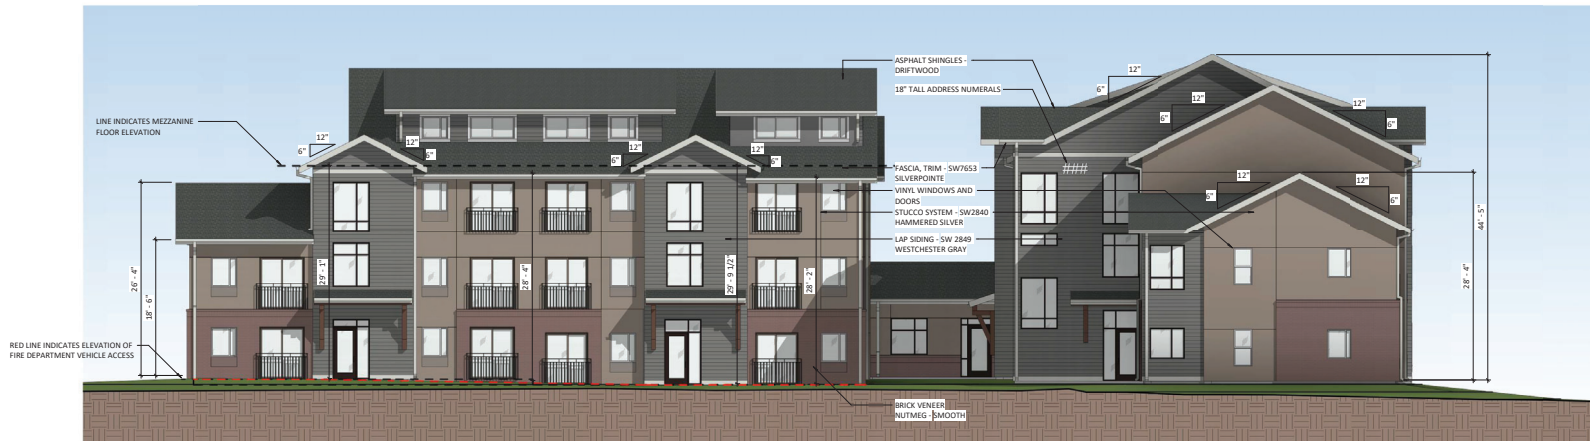 ASPHALT SHINGLES -
DRIFTWOOD
18" TALL ADDRESS NUMERALS
LINE INDICATES MEZZANINE
FLOOR ELEVATION
FASCIA, TRIM - SW7653
SILVERPOINTE
VINYL WINDOWS AND
DOORS
STUCCO SYSTEM - SW2840
HAMMERED SILVER
LAP SIDING - SW 2849
WESTCHESTER GRAY
RED LINE INDICATES ELEVATION OF
FIRE DEPARTMENT VEHICLE ACCESS
BRICK VENEER
NUTMEG - SMOOTH
###
12"
6"
12"
6"
12"
6"
12"
6"
12"
6"
12"
6"
12"
6"
12"
6"
12"
6"
26' - 4"
18' - 6"
29' - 1"
28' - 4"
29' - 9 1/2"
28' - 2"
44' - 5"
28' - 4"